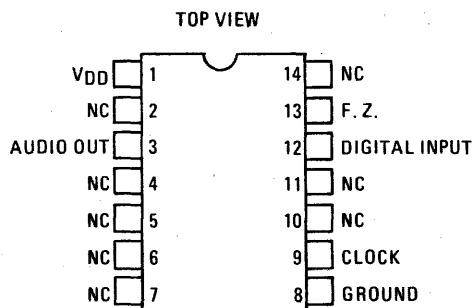 TOP VIEW
VDD 1 14 NC
NC 2 13 F. Z.
AUDIO OUT 3 12 DIGITAL INPUT
NC 4 11 NC
NC 5 10 NC
NC 6 9 CLOCK
NC 7 8 GROUND